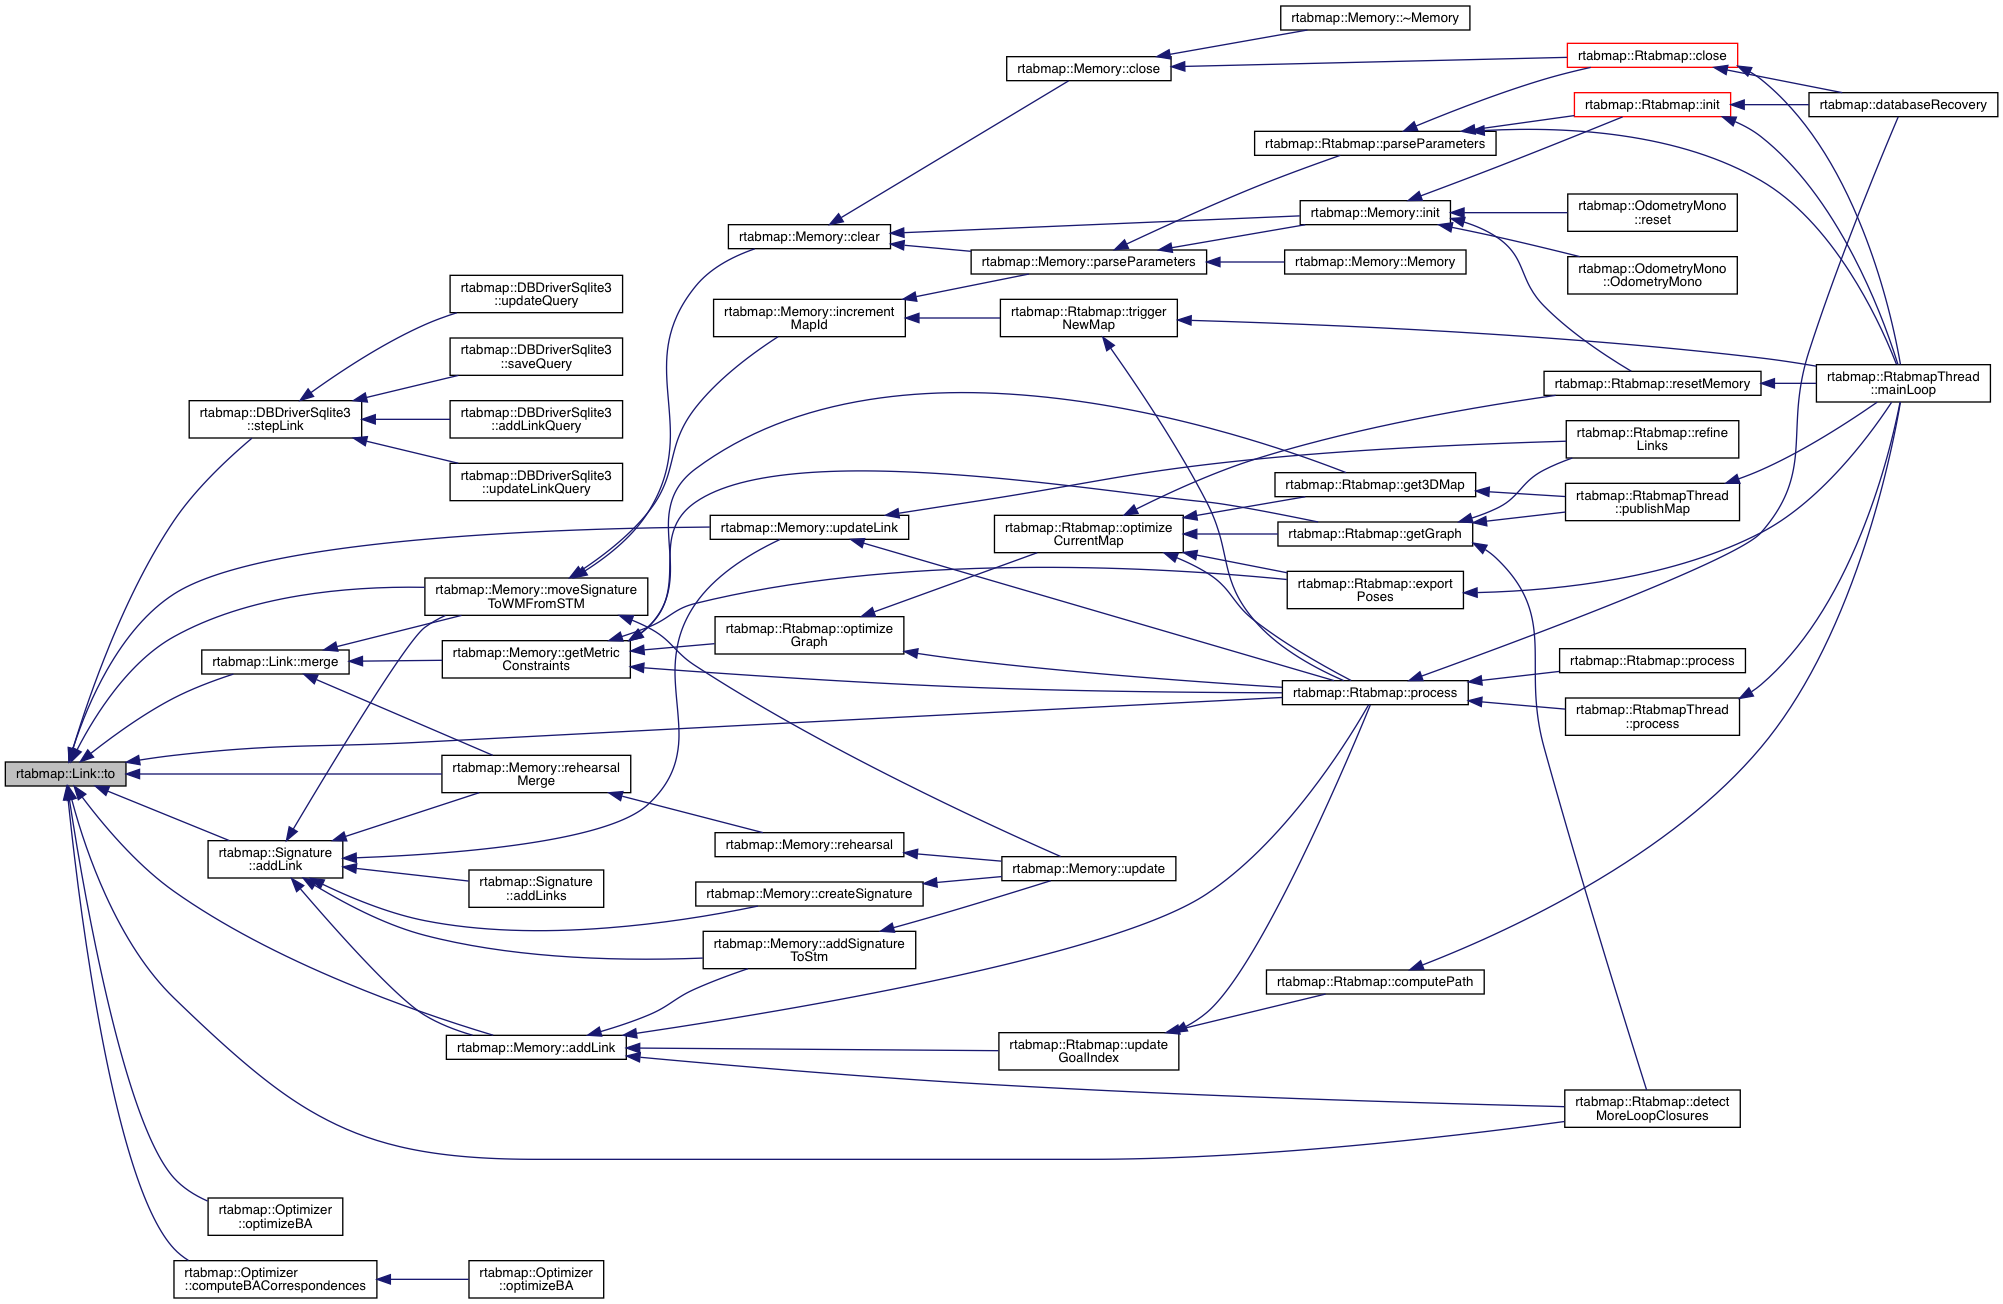 rtabmap::Memory::~Memory
rtabmap::Rtabmap::close
rtabmap::Memory::close
rtabmap::Rtabmap::init
rtabmap::databaseRecovery
rtabmap::Rtabmap::parseParameters
rtabmap::OdometryMono
::reset
rtabmap::Memory::init
rtabmap::Memory::clear
rtabmap::Memory::parseParameters
rtabmap::Memory::Memory
rtabmap::OdometryMono
::OdometryMono
rtabmap::DBDriverSqlite3
::updateQuery
rtabmap::Memory::increment
MapId
rtabmap::Rtabmap::trigger
NewMap
rtabmap::DBDriverSqlite3
::saveQuery
rtabmap::Rtabmap::resetMemory
rtabmap::RtabmapThread
::mainLoop
rtabmap::DBDriverSqlite3
::stepLink
rtabmap::DBDriverSqlite3
::addLinkQuery
rtabmap::Rtabmap::refine
Links
rtabmap::DBDriverSqlite3
::updateLinkQuery
rtabmap::Rtabmap::get3DMap
rtabmap::RtabmapThread
::publishMap
rtabmap::Memory::updateLink
rtabmap::Rtabmap::optimize
CurrentMap
rtabmap::Rtabmap::getGraph
rtabmap::Memory::moveSignature
ToWMFromSTM
rtabmap::Rtabmap::export
Poses
rtabmap::Rtabmap::optimize
Graph
rtabmap::Link::merge
rtabmap::Memory::getMetric
Constraints
rtabmap::Rtabmap::process
rtabmap::Rtabmap::process
rtabmap::RtabmapThread
::process
rtabmap::Link::to
rtabmap::Memory::rehearsal
Merge
rtabmap::Memory::rehearsal
rtabmap::Signature
::addLink
rtabmap::Memory::update
rtabmap::Signature
::addLinks
rtabmap::Memory::createSignature
rtabmap::Memory::addSignature
ToStm
rtabmap::Rtabmap::computePath
rtabmap::Memory::addLink
rtabmap::Rtabmap::update
GoalIndex
rtabmap::Rtabmap::detect
MoreLoopClosures
rtabmap::Optimizer
::optimizeBA
rtabmap::Optimizer
::computeBACorrespondences
rtabmap::Optimizer
::optimizeBA